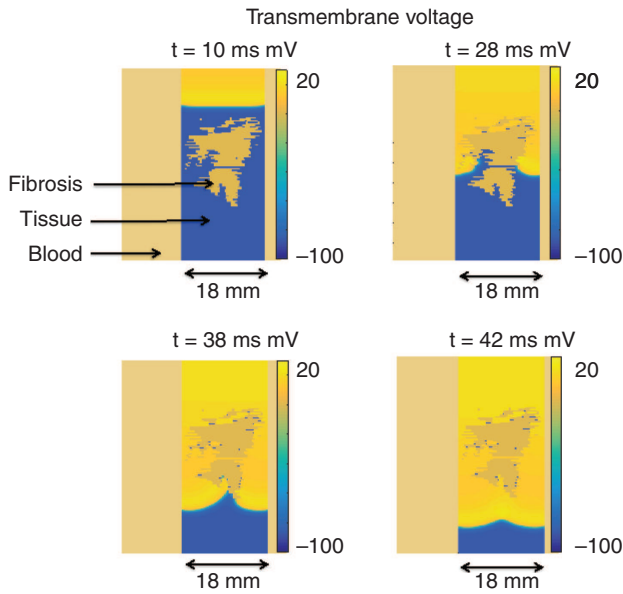 Transmembrane voltage
t = 10 ms mV
t = 28 ms mV
20
20
Fibrosis
Tissue
Blood
−100
−100
18 mm
18 mm
t = 38 ms mV
t = 42 ms mV
20
20
−100
−100
18 mm
18 mm